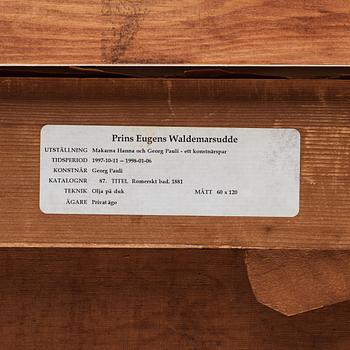 Prins Eugens Waldemarsudde
UTSTÄLLNING Makarna Hanna och Georg Pauli - ett konstnärspar
TIDSPERIOD 1997-10-11 -- 1998-01-06
KONSTNÄR Georg Pauli
KATALOGNR 87. TITEL Romerskt bad. 1881
TEKNIK Olja på duk MÅTT 60 x 120
ÄGARE Privat ägo